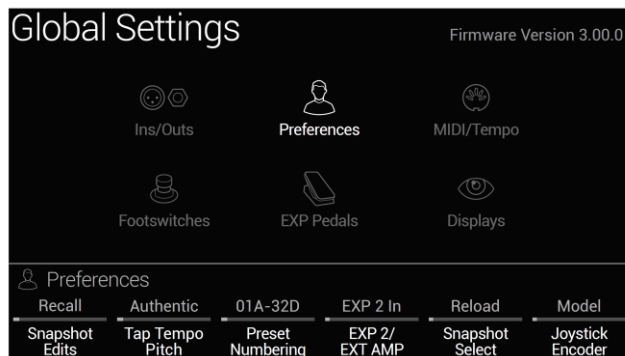 Global Settings
Firmware Version 3.00.0
Ins/Outs
Preferences
MIDI/Tempo
Footswitches
EXP Pedals
Displays
Preferences
Recall Authentic 01A-32D EXP 2 In Reload Model
Snapshot Tap Tempo Preset EXP 2/ Snapshot Joystick
Edits Pitch Numbering EXT AMP Select Encoder